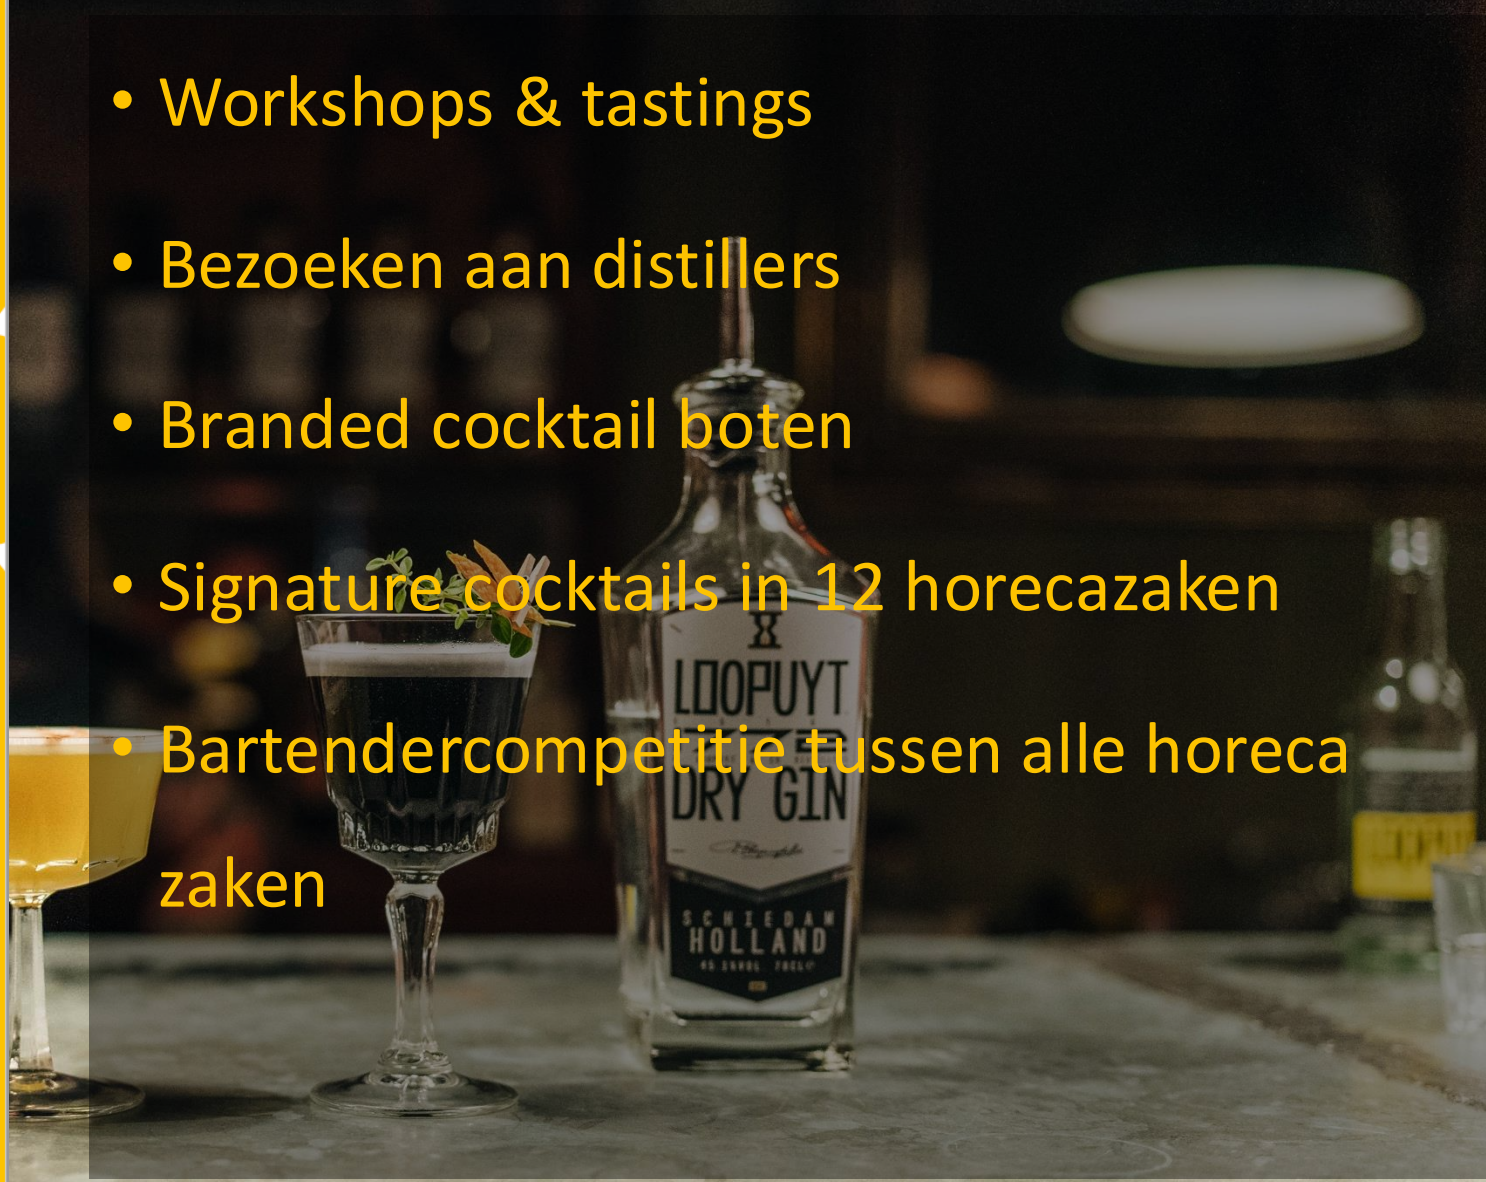 • Workshops & tastings
• Bezoeken aan distillers
• Branded cocktail boten
• Signature cocktails in 12 horecazaken
LOOPUYT
• Bartendercompetitie tussen alle horeca
DRY GIN
zaken
SCHIEDAM
HOLLAND